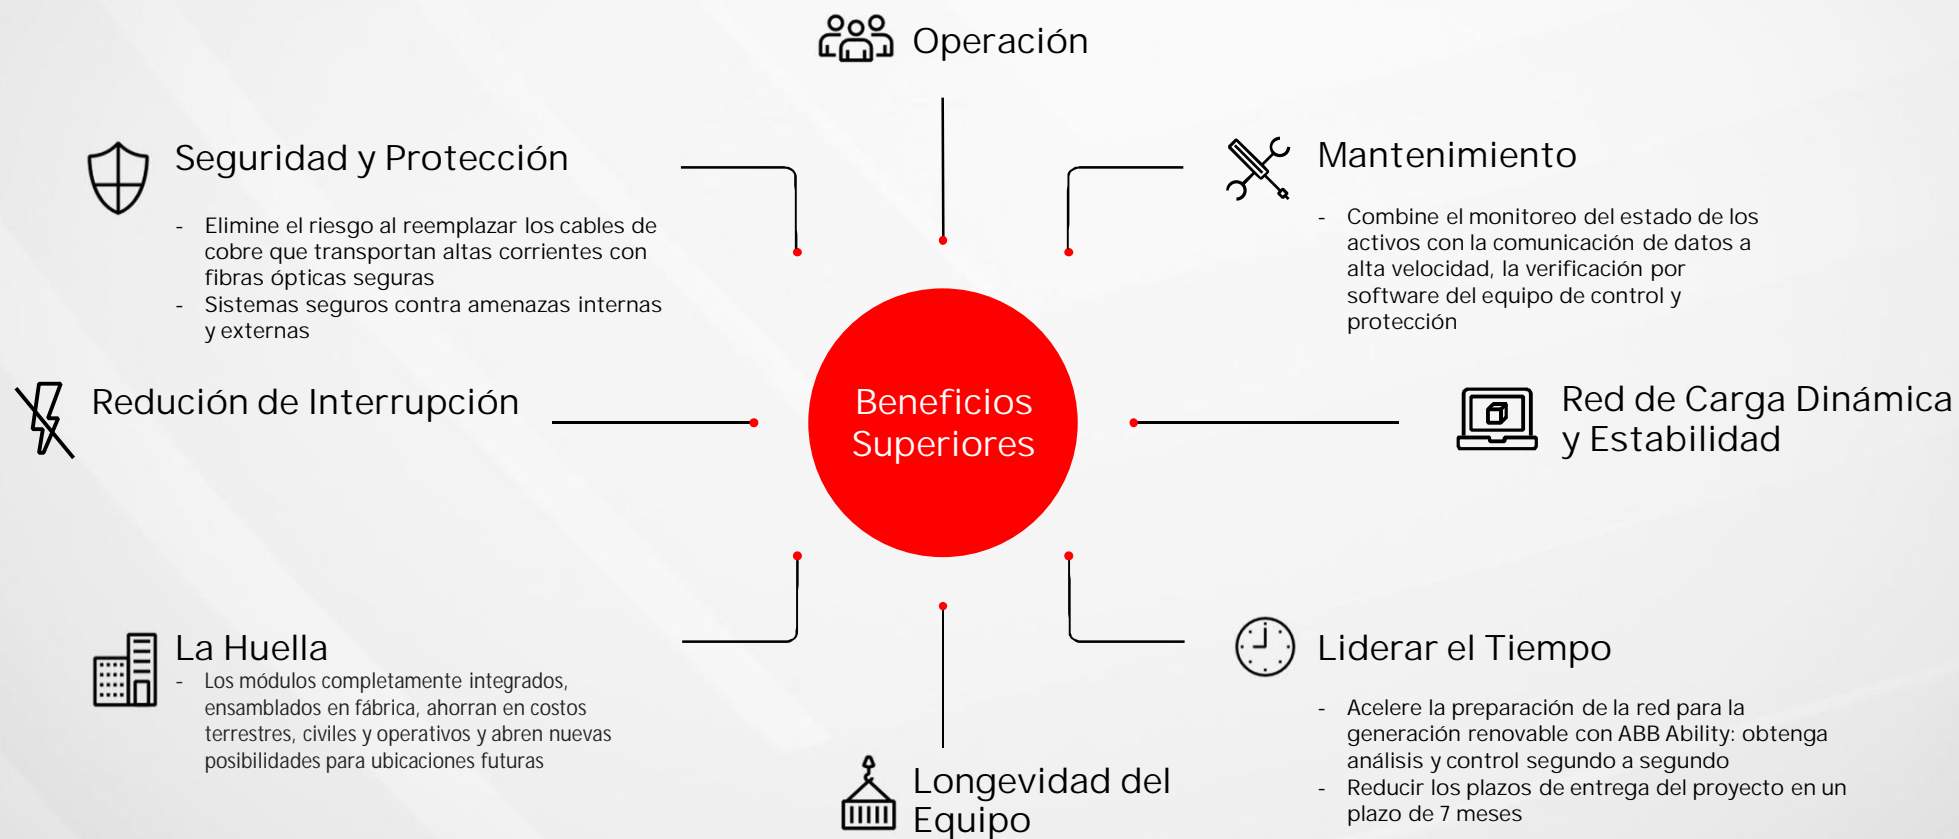 Operación
Seguridad y Protección
- Elimine el riesgo al reemplazar los cables de
cobre que transportan altas corrientes con
fibras ópticas seguras
- Sistemas seguros contra amenazas internas
y externas
Mantenimiento
- Combine el monitoreo del estado de los
activos con la comunicación de datos a
alta velocidad, la verificación por
software del equipo de control y
protección
Redución de Interrupción
Beneficios
Superiores
Red de Carga Dinámica
y Estabilidad
La Huella
- Los módulos completamente integrados,
ensamblados en fábrica, ahorran en costos
terrestres, civiles y operativos y abren nuevas
posibilidades para ubicaciones futuras
Longevidad del
Equipo
Liderar el Tiempo
- Acelere la preparación de la red para la
generación renovable con ABB Ability: obtenga
análisis y control segundo a segundo
- Reducir los plazos de entrega del proyecto en un
plazo de 7 meses